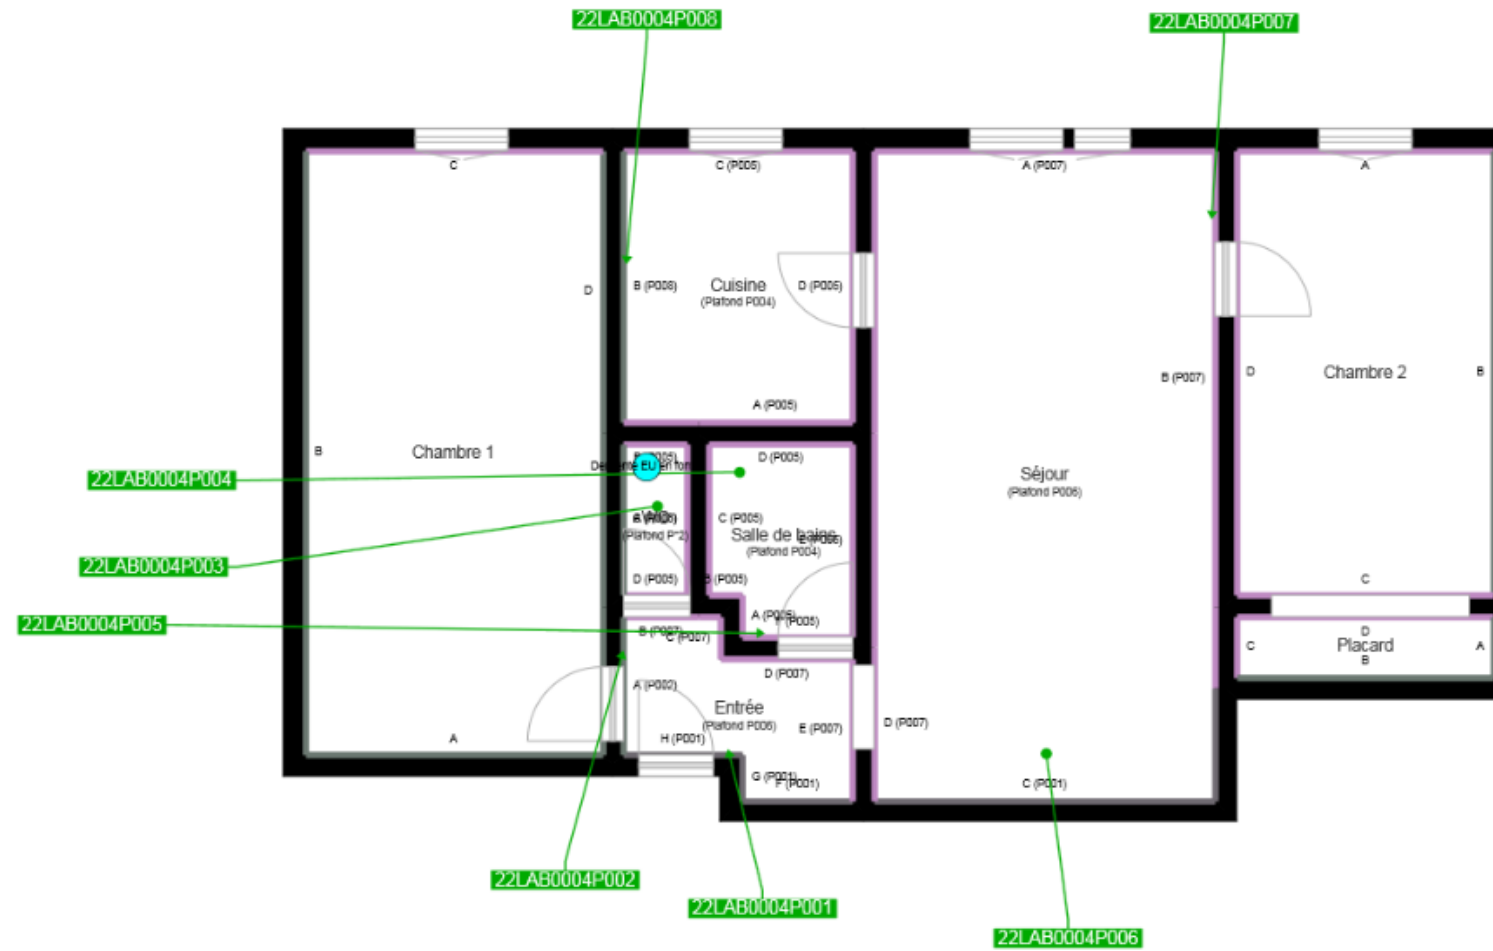 22LAB0004P008
22LAB0004P007
C
C (P005)
A (P007)
A
D
B (P008)
Cuisine
(Plafond P004)
D (P005)
B (P007)
D
Chambre 2
B
A (P005)
B
Chambre 1
D (P005)
22LAB0004P004
Séjour
(Plafond P006)
C (P005)
Salle de bains
(Plafond P004)
22LAB0004P003
D (P005)
B (P005)
C
22LAB0004P005
A (P005)
F (P005)
B (P007)
C (P007)
D
C
Placard
A
B
D (P007)
A (P002)
Entrée
(Plafond P006)
E (P007)
D (P007)
A
H (P001)
G (P001)
F (P001)
C (P001)
22LAB0004P002
22LAB0004P001
22LAB0004P006